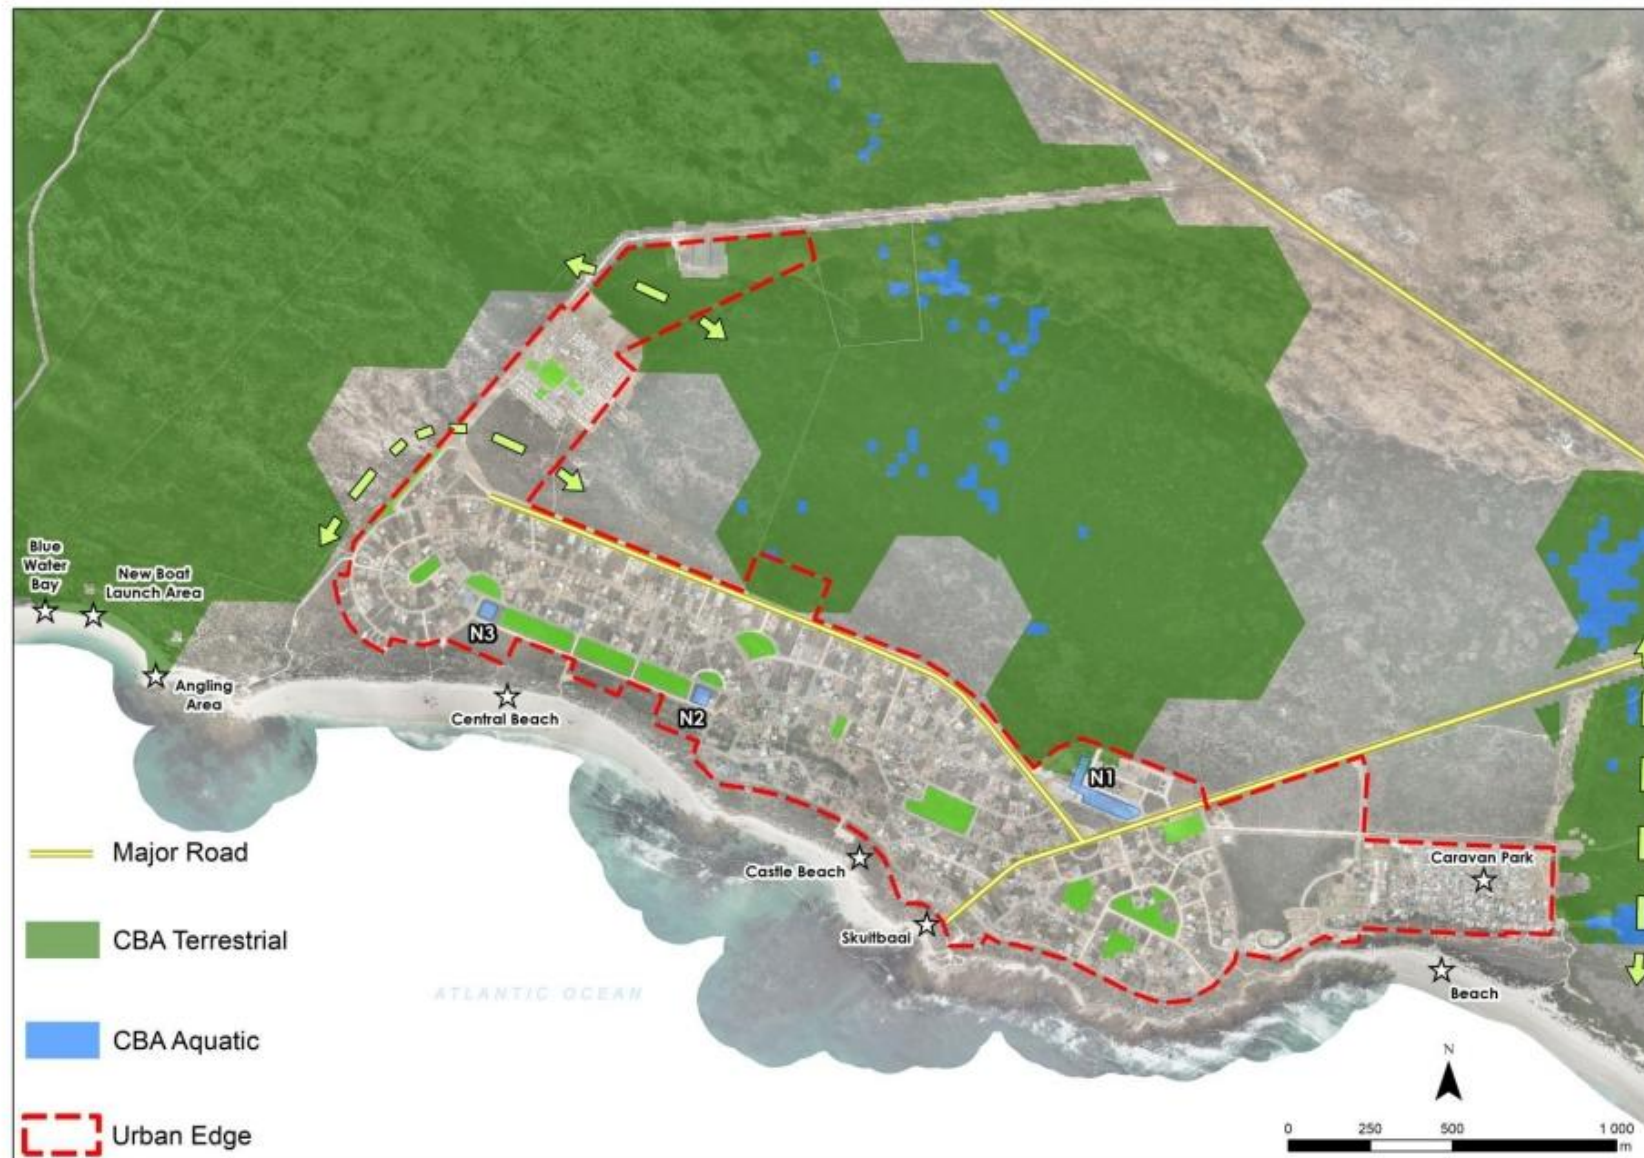 Blue
Water
Bay
New Boat
Launch Area
N3
Angling
Area
Central Beach
N2
N1
Major Road
Castle Beach
Caravan Park
CBA Terrestrial
Skuitbaai
ATLANTIC OCEAN
Beach
CBA Aquatic
N
Urban Edge
0 250 500 1 000
m